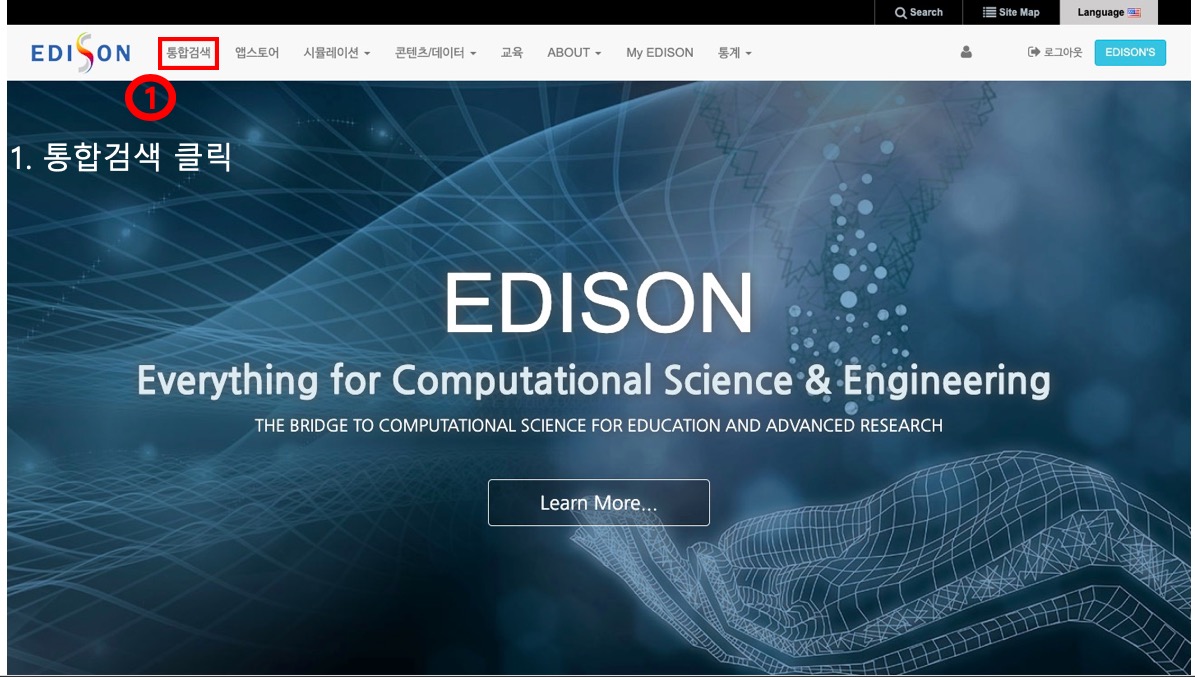 Search Site Map Language
EDISON 통합검색 앱스토어 시뮬레이션 콘텐츠/데이터 교육 ABOUT My EDISON 통계 로그아웃 EDISON'S
1
1. 통합검색 클릭
EDISON
Everything for Computational Science & Engineering
THE BRIDGE TO COMPUTATIONAL SCIENCE FOR EDUCATION AND ADVANCED RESEARCH
Learn More...